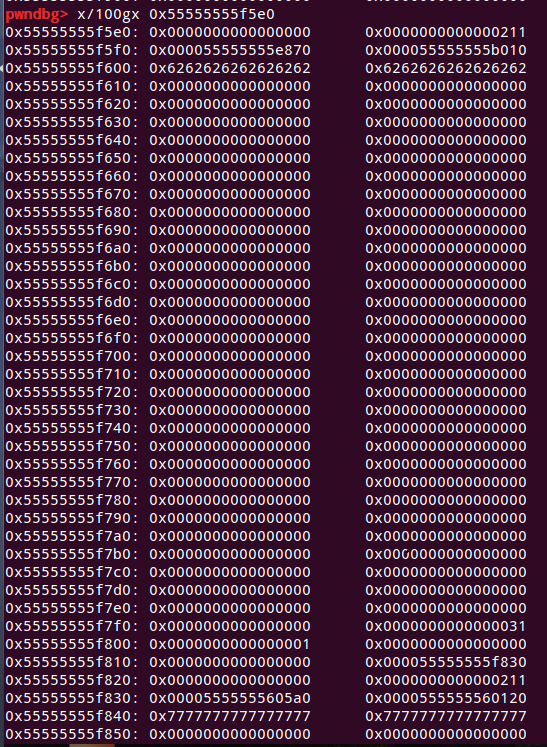 pwndbg> x/100gx 0x55555555f5e0
0x55555555f5e0: 0x0000000000000000 0x0000000000000211
0x55555555f5f0: 0x000055555555e870 0x000055555555b010
0x55555555f600: 0x6262626262626262 0x6262626262626262
0x55555555f610: 0x0000000000000000 0x0000000000000000
0x55555555f620: 0x0000000000000000 0x0000000000000000
0x55555555f630: 0x0000000000000000 0x0000000000000000
0x55555555f640: 0x0000000000000000 0x0000000000000000
0x55555555f650: 0x0000000000000000 0x0000000000000000
0x55555555f660: 0x0000000000000000 0x0000000000000000
0x55555555f670: 0x0000000000000000 0x0000000000000000
0x55555555f680: 0x0000000000000000 0x0000000000000000
0x55555555f690: 0x0000000000000000 0x0000000000000000
0x55555555f6a0: 0x0000000000000000 0x0000000000000000
0x55555555f6b0: 0x0000000000000000 0x0000000000000000
0x55555555f6c0: 0x0000000000000000 0x0000000000000000
0x55555555f6d0: 0x0000000000000000 0x0000000000000000
0x55555555f6e0: 0x0000000000000000 0x0000000000000000
0x55555555f6f0: 0x0000000000000000 0x0000000000000000
0x55555555f700: 0x0000000000000000 0x0000000000000000
0x55555555f710: 0x0000000000000000 0x0000000000000000
0x55555555f720: 0x0000000000000000 0x0000000000000000
0x55555555f730: 0x0000000000000000 0x0000000000000000
0x55555555f740: 0x0000000000000000 0x0000000000000000
0x55555555f750: 0x0000000000000000 0x0000000000000000
0x55555555f760: 0x0000000000000000 0x0000000000000000
0x55555555f770: 0x0000000000000000 0x0000000000000000
0x55555555f780: 0x0000000000000000 0x0000000000000000
0x55555555f790: 0x0000000000000000 0x0000000000000000
0x55555555f7a0: 0x0000000000000000 0x0000000000000000
0x55555555f7b0: 0x0000000000000000 0x0000000000000000
0x55555555f7c0: 0x0000000000000000 0x0000000000000000
0x55555555f7d0: 0x0000000000000000 0x0000000000000000
0x55555555f7e0: 0x0000000000000000 0x0000000000000000
0x55555555f7f0: 0x0000000000000000 0x0000000000000031
0x55555555f800: 0x0000000000000001 0x0000000000000000
0x55555555f810: 0x0000000000000000 0x000055555555f830
0x55555555f820: 0x0000000000000000 0x0000000000000211
0x55555555f830: 0x00005555555605a0 0x0000555555560120
0x55555555f840: 0x7777777777777777 0x7777777777777777
0x55555555f850: 0x0000000000000000 0x0000000000000000